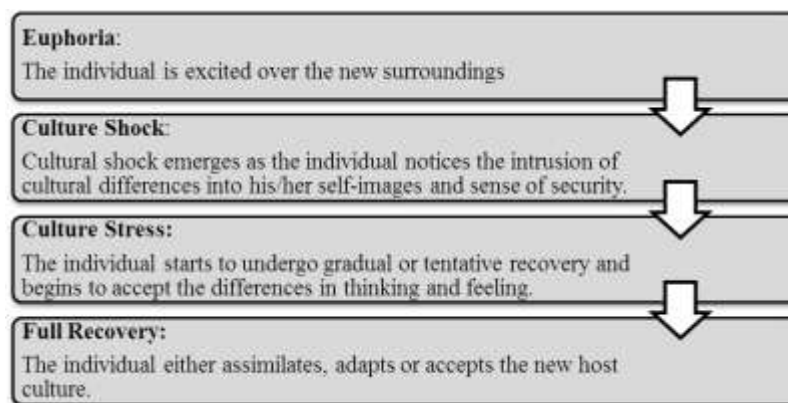 Euphoria:
The individual is excited over the new surroundings
Culture Shock:
Cultural shock emerges as the individual notices the intrusion of
cultural differences into his/her self-images and sense of security.
Culture Stress:
The individual starts to undergo gradual or tentative recovery and
begins to accept the differences in thinking and feeling.
Full Recovery:
The individual either assimilates, adapts or accepts the new host
culture.